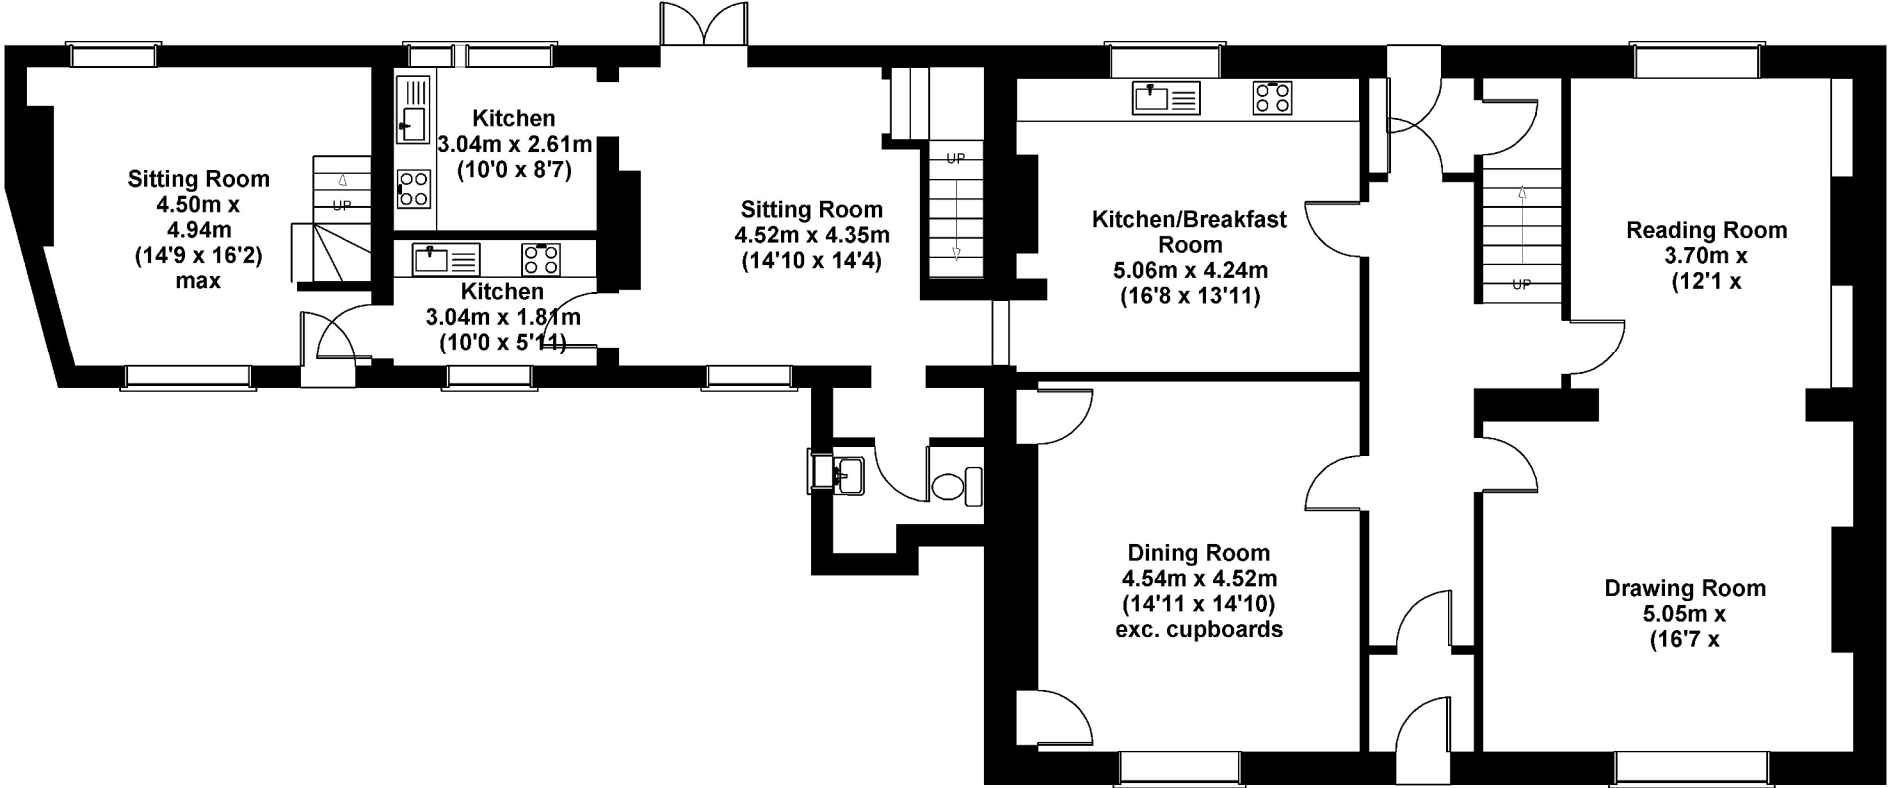 Sitting Room
4.50m x
4.94m
(14'9 x 16'2)
max
UP
Kitchen
3.04m x 2.61m
(10'0 x 8'7)
Kitchen
3.04m x 1.81m
(10'0 x 5'11)
Sitting Room
4.52m x 4.35m
(14'10 x 14'4)
UP
Kitchen/Breakfast
Room
5.06m x 4.24m
(16'8 x 13'11)
UP
Reading Room
3.70m x
(12'1 x
Dining Room
4.54m x 4.52m
(14'11 x 14'10)
exc. cupboards
Drawing Room
5.05m x
(16'7 x